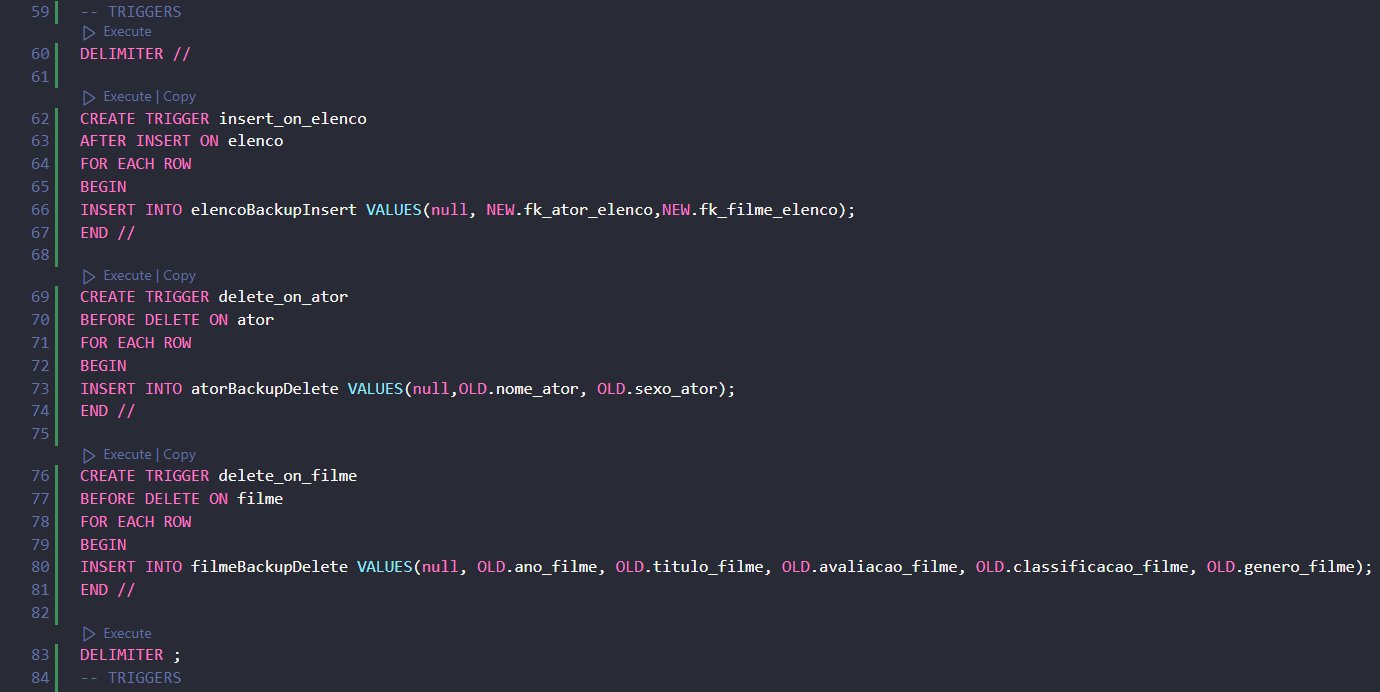 59 -- TRIGGERS
Execute
60 DELIMITER //
61
Execute | Copy
62 CREATE TRIGGER insert_on_elenco
63 AFTER INSERT ON elenco
64 FOR EACH ROW
65 BEGIN
66 INSERT INTO elencoBackupInsert VALUES(null, NEW.fk_ator_elenco,NEW.fk_filme_elenco);
67 END //
68
Execute | Copy
69 CREATE TRIGGER delete_on_ator
70 BEFORE DELETE ON ator
71 FOR EACH ROW
72 BEGIN
73 INSERT INTO atorBackupDelete VALUES(null,OLD.nome_ator, OLD.sexo_ator);
74 END //
75
Execute | Copy
76 CREATE TRIGGER delete_on_filme
77 BEFORE DELETE ON filme
78 FOR EACH ROW
79 BEGIN
80 INSERT INTO filmeBackupDelete VALUES(null, OLD.ano_filme, OLD.titulo_filme, OLD.avaliacao_filme, OLD.classificacao_filme, OLD.genero_filme);
81 END //
82
Execute
83 DELIMITER ;
84 -- TRIGGERS